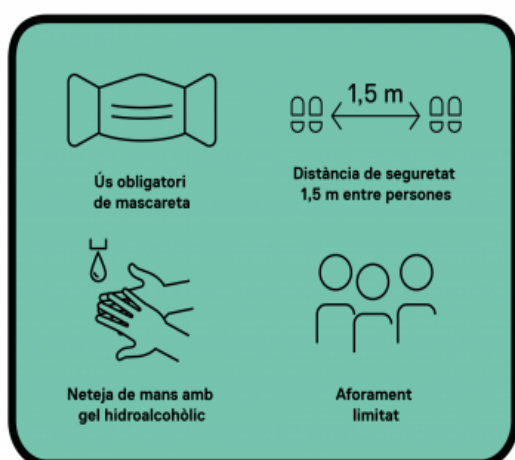 Ús obligatori
de mascareta
1,5 m
Distància de seguretat
1,5 m entre persones
Neteja de mans amb
gel hidroalcohòlic
Aforament
limitat